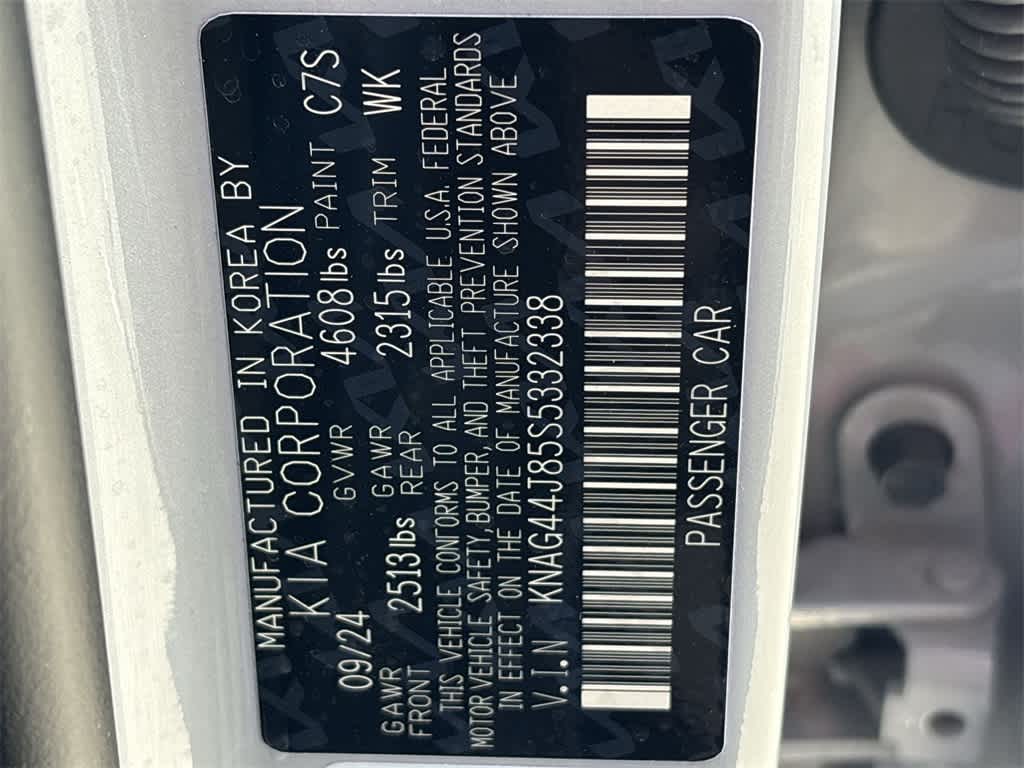 MANUFACTURED IN KOREA BY
KIA CORPORATION
09/24 GVWR 4608lbs PAINT C7S
GAWR FRONT 2513lbs GAWR REAR 2315lbs TRIM WK
THIS VEHICLE CONFORMS TO ALL APPLICABLE U.S.A. FEDERAL
MOTOR VEHICLE SAFETY, BUMPER, AND THEFT PREVENTION STANDARDS
IN EFFECT ON THE DATE OF MANUFACTURE SHOWN ABOVE
V.I.N KNAG44J85S5332338
PASSENGER CAR